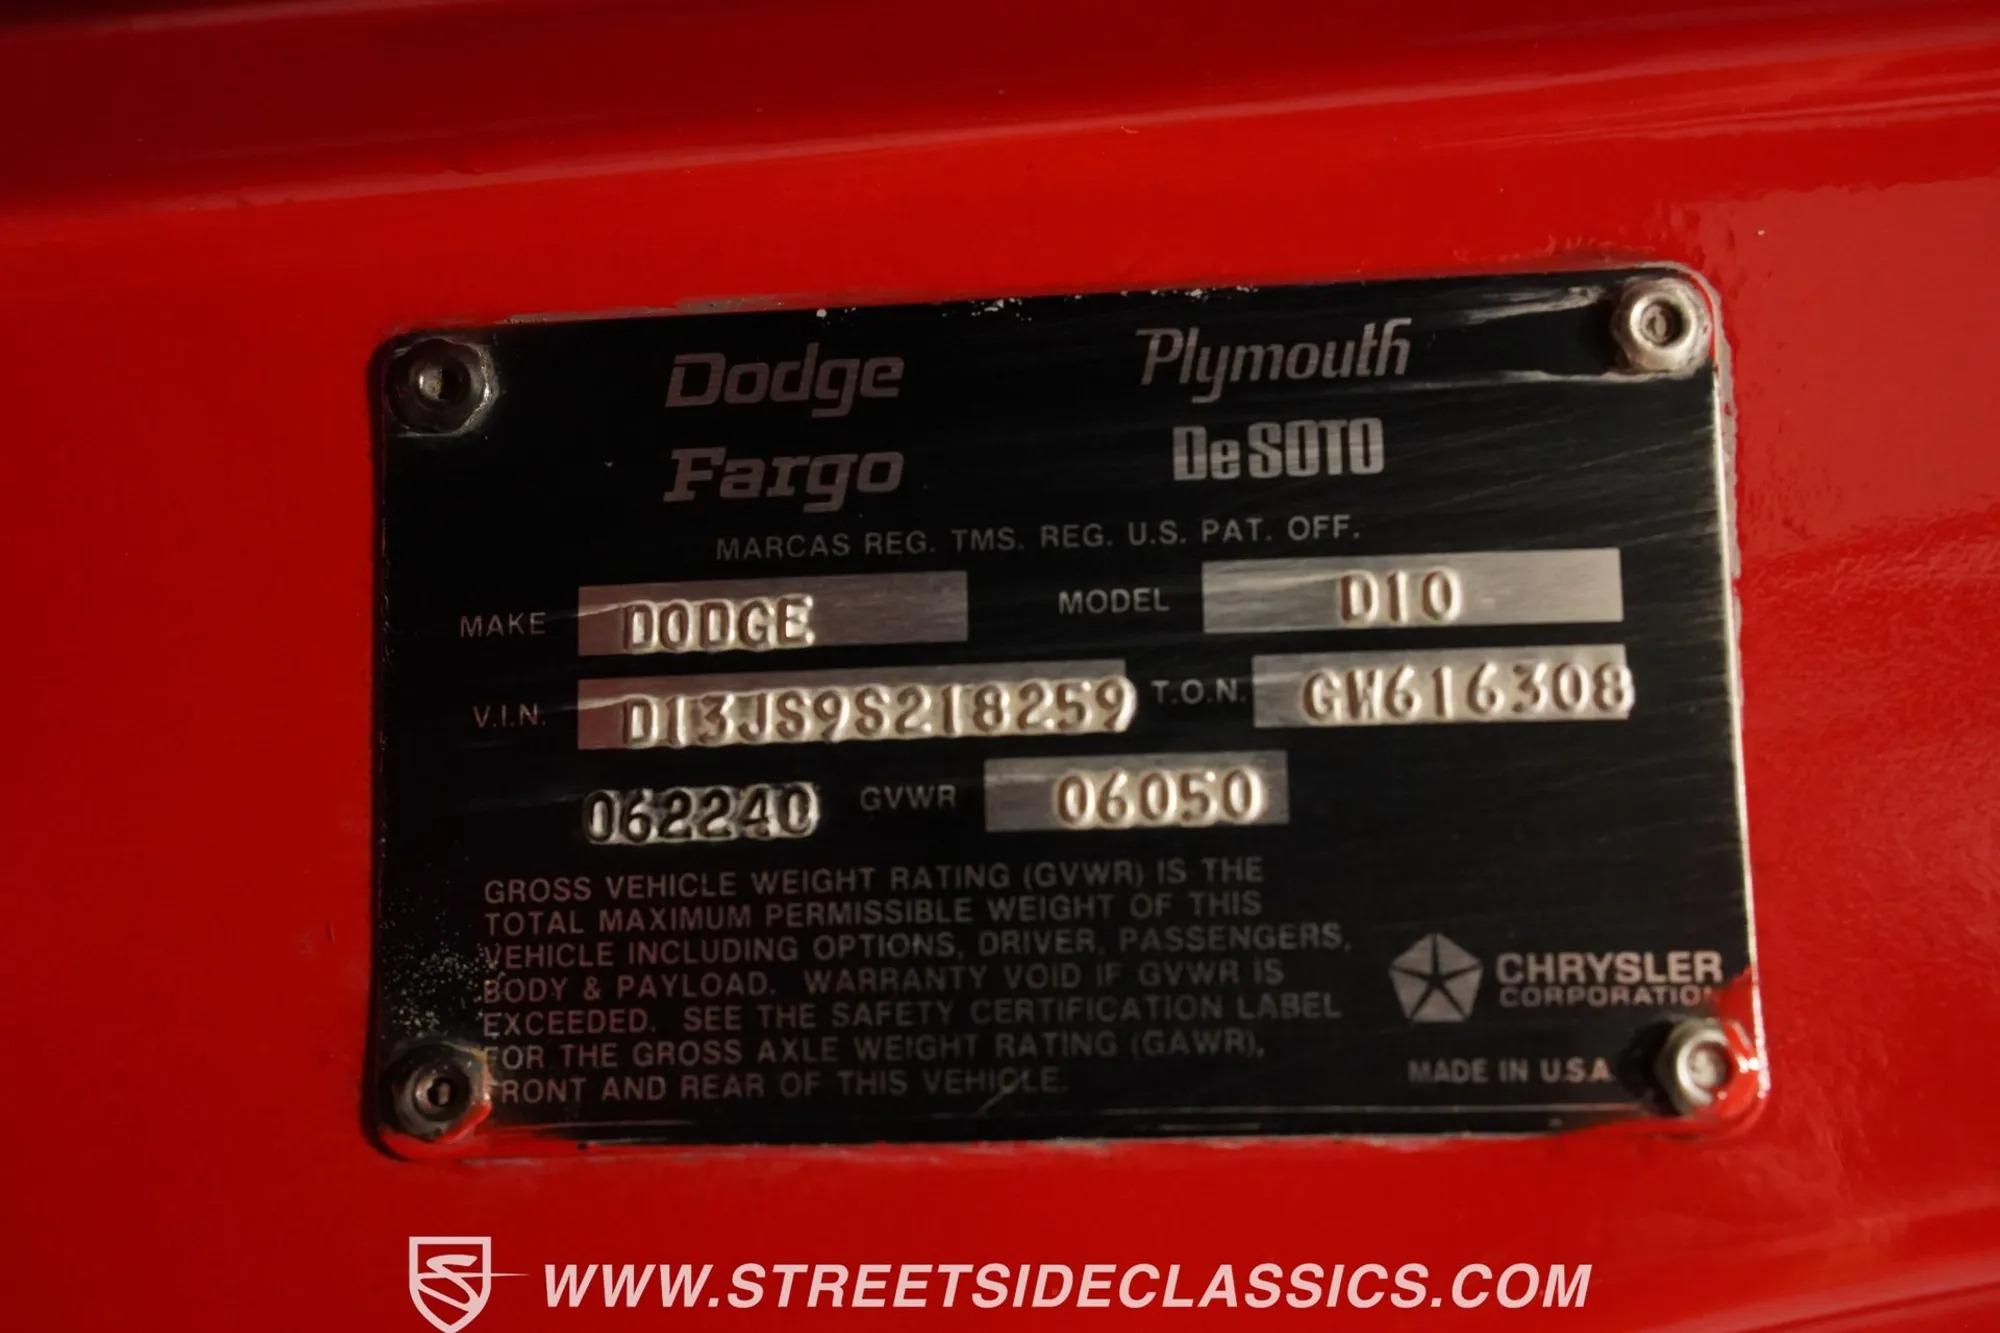 Dodge Plymouth
Fargo DeSOTO
MARCAS REG. TMS. REG. U.S. PAT. OFF.
MAKE DODGE MODEL D10
V.I.N. D13JS9S218259 T.O.N. GW616308
062240 GVWR 06050
GROSS VEHICLE WEIGHT RATING (GVWR) IS THE
TOTAL MAXIMUM PERMISSIBLE WEIGHT OF THIS
VEHICLE INCLUDING OPTIONS, DRIVER, PASSENGERS,
BODY & PAYLOAD. WARRANTY VOID IF GVWR IS
EXCEEDED. SEE THE SAFETY CERTIFICATION LABEL
FOR THE GROSS AXLE WEIGHT RATING (GAWR),
FRONT AND REAR OF THIS VEHICLE.
CHRYSLER
CORPORATION
MADE IN U.S.A.
WWW.STREETSIDECLASSICS.COM